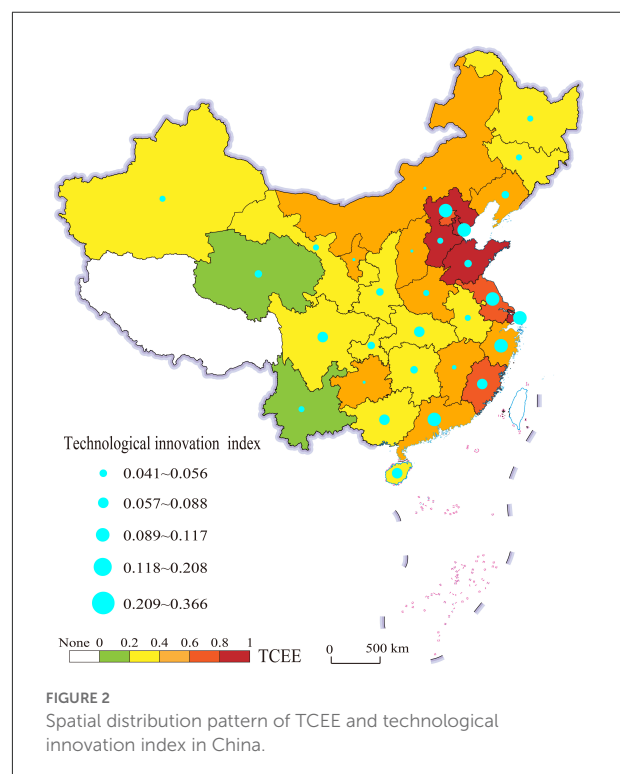 Technological innovation index
0.041~0.056
0.057~0.088
0.089~0.117
0.118~0.208
0.209~0.366
None 0 0.2 0.4 0.6 0.8 1
TCEE
0 500 km
FIGURE 2
Spatial distribution pattern of TCEE and technological
innovation index in China.